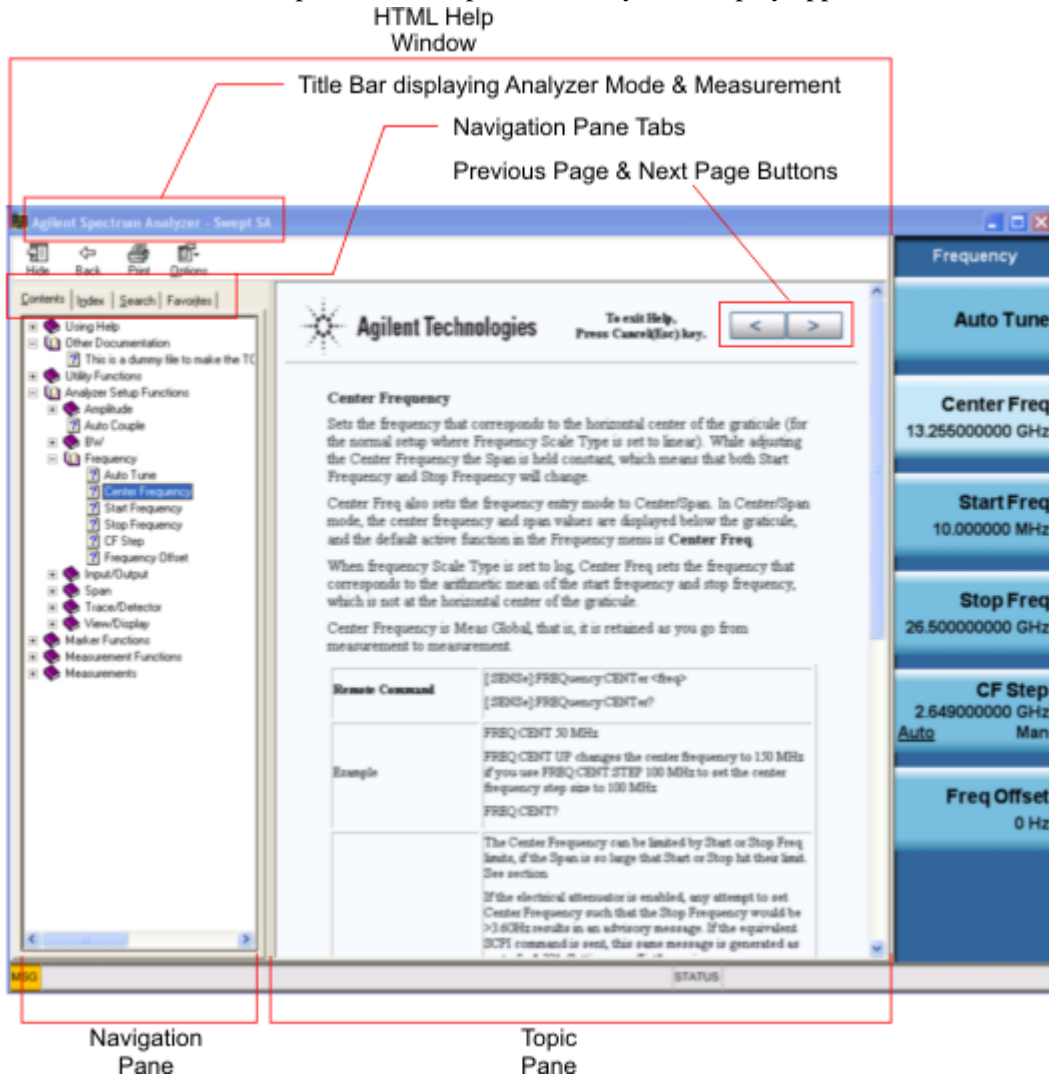 HTML Help
Window
Title Bar displaying Analyzer Mode & Measurement
Navigation Pane Tabs
Previous Page & Next Page Buttons
Agilent Spectrum Analyzer - Swept SA
Hide Back Print Options
Contents Index Search Favorites
Using Help
Other Documentation
This is a dummy file to make the TC
Utility Functions
Analyzer Setup Functions
Amplitude
Auto Couple
BW
Frequency
Auto Tune
Center Frequency
Start Frequency
Stop Frequency
CF Step
Frequency Offset
Input/Output
Span
Trace/Detector
View/Display
Marker Functions
Measurement Functions
Measurements
Agilent Technologies
To exit Help,
Press Cancel(Esc) key.
< >
Center Frequency
Sets the frequency that corresponds to the horizontal center of the graticule (for
the normal setup where Frequency Scale Type is set to linear). While adjusting
the Center Frequency the Span is held constant, which means that both Start
Frequency and Stop Frequency will change.
Center Freq also sets the frequency entry mode to Center/Span. In Center/Span
mode, the center frequency and span values are displayed below the graticule,
and the default active function in the Frequency menu is Center Freq
When frequency Scale Type is set to log, Center Freq sets the frequency that
corresponds to the arithmetic mean of the start frequency and stop frequency,
which is not at the horizontal center of the graticule.
Center Frequency is Meas Global, that is, it is retained as you go from
measurement to measurement.
Remote Command
[:SENSe]:FREQuency:CENTer <freq>
[:SENSe]:FREQuency:CENTer?
Example
FREQ:CENT 50 MHz
FREQ:CENT UP changes the center frequency to 150 MHz
if you use FREQ:CENT:STEP 100 MHz to set the center
frequency step size to 100 MHz
FREQ:CENT?
The Center Frequency can be limited by Start or Stop Freq
limits, if the Span is so large that Start or Stop hit their limit.
See section
If the electrical attenuator is enabled, any attempt to set
Center Frequency such that the Stop Frequency would be
>3.6GHz results in an advisory message. If the equivalent
SCPI command is sent, this same message is generated as
Frequency
Auto Tune
Center Freq
13.255000000 GHz
Start Freq
10.000000 MHz
Stop Freq
26.500000000 GHz
CF Step
2.649000000 GHz
Auto Man
Freq Offset
0 Hz
MSG STATUS
Navigation
Pane
Topic
Pane